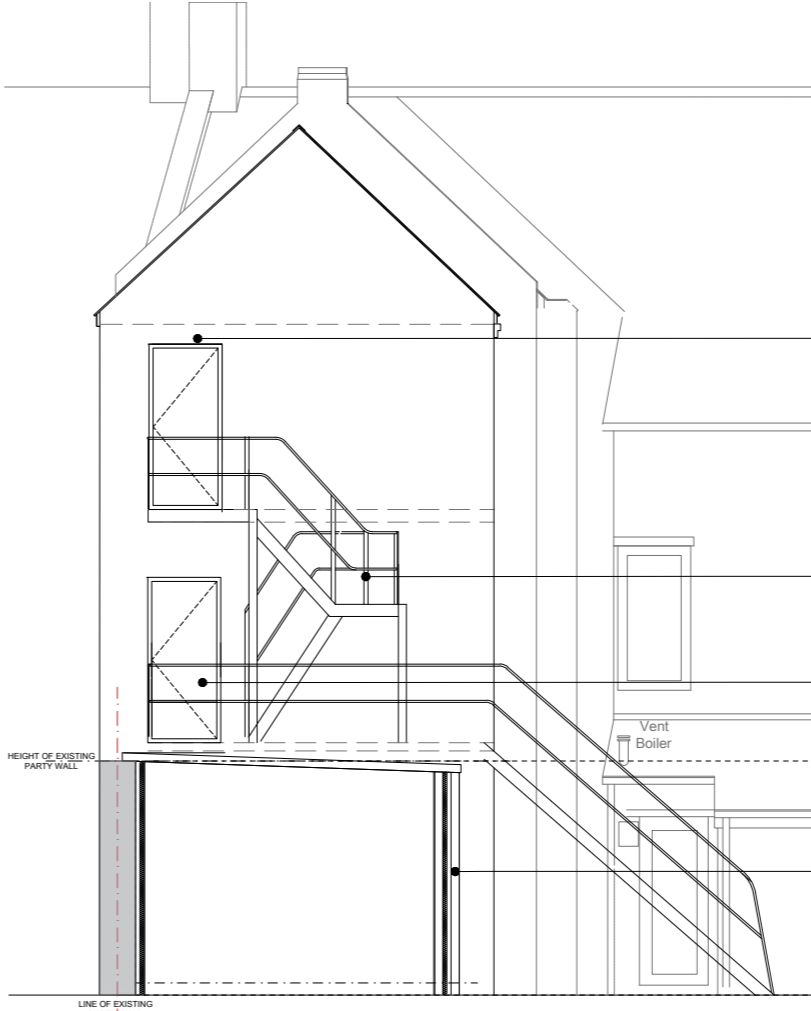 Vent
Boiler
HEIGHT OF EXISTING
PARTY WALL
LINE OF EXISTING